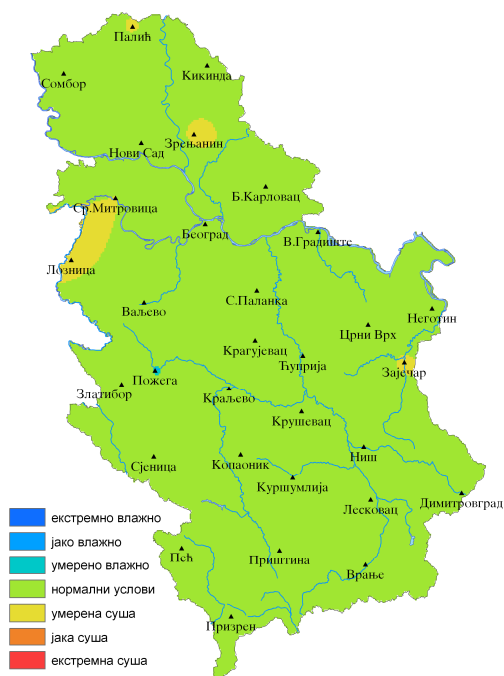 Палић
Кикинда
Сомбор
Зрењанин
Нови Сад
Б.Карловац
Ср.Митровица
Београд
В.Градиште
Лозница
С.Паланка
Ваљево
Неготин
Црни Врх
Крагујевац
Ћуприја
Зајечар
Пожега
Златибор
Краљево
Крушевац
Ниш
Копаоник
Сјеница
Куршумлија
Димитровград
Лесковац
Пећ
Приштина
Врање
Призрен
екстремно влажно
јако влажно
умерено влажно
нормални услови
умерена суша
јака суша
екстремна суша